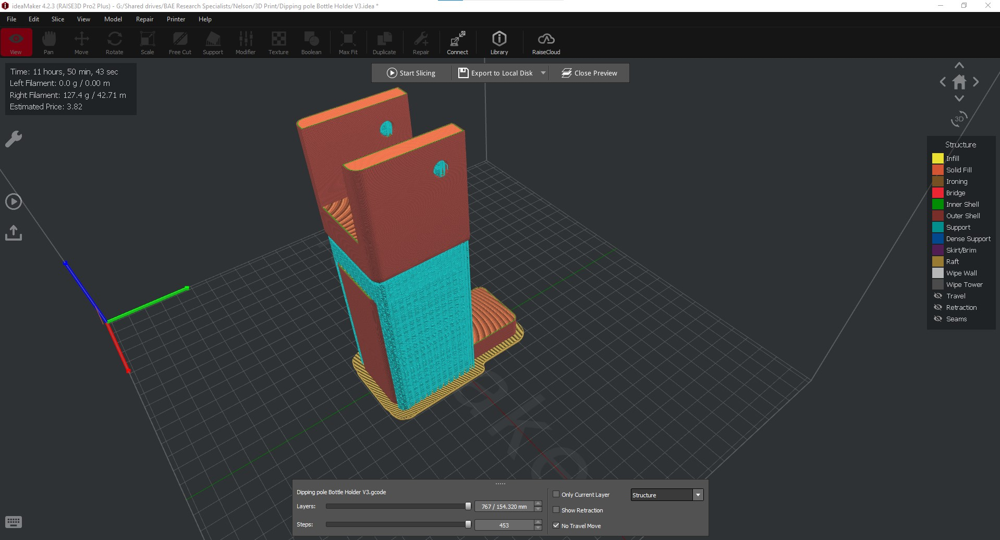 ideaMaker 4.2.3 (RAISE3D Pro2 Plus) - G:/Shared drives/BAE Research Specialists/Nelson/3D Print/Dipping pole Bottle Holder V3.idea *
File Edit Slice View Model Repair Printer Help
View Pan Move Rotate Scale Free Cut Support Modifier Texture Boolean Max Fit Duplicate Repair Connect Library RaiseCloud
Time: 11 hours, 50 min, 43 sec
Left Filament: 0.0 g / 0.00 m
Right Filament: 127.4 g / 42.71 m
Estimated Price: 3.82
Start Slicing Export to Local Disk Close Preview
3D
Structure
Infill
Solid Fill
Ironing
Bridge
Inner Shell
Outer Shell
Support
Dense Support
Skirt/Brim
Raft
Wipe Wall
Wipe Tower
Travel
Retraction
Seams
ake
Dipping pole Bottle Holder V3.gcode
Layers: 767 / 154.320 mm
Steps: 453
Only Current Layer
Show Retraction
No Travel Move
Structure